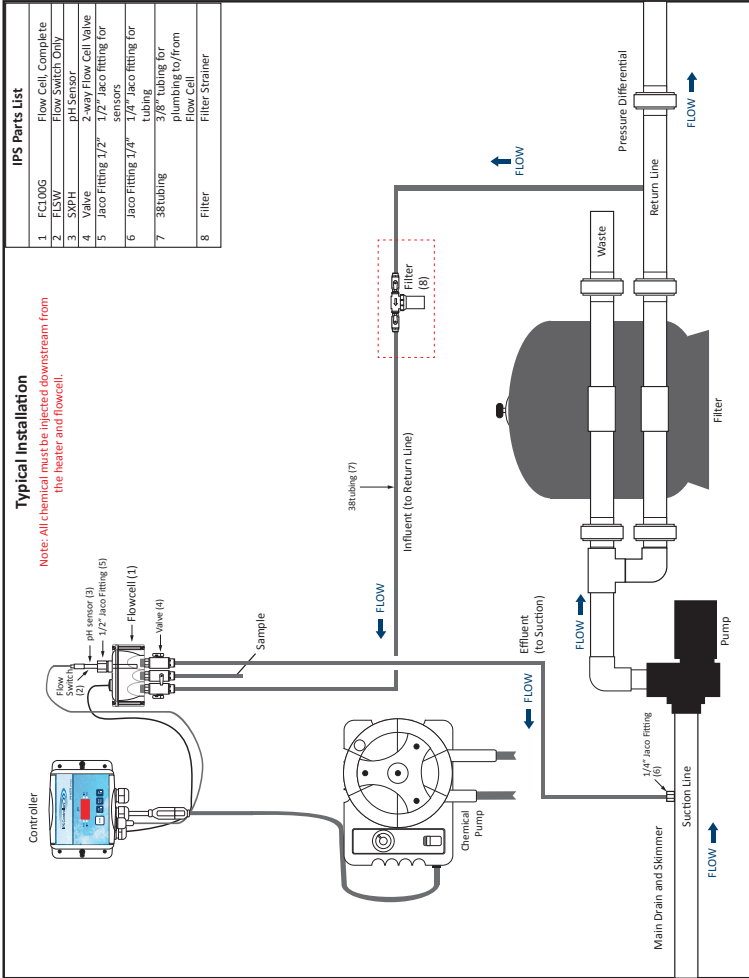 Typical Installation
Note: All chemical must be injected downstream from
the heater and flowcell.
IPS Parts List
1 FC100G Flow Cell, Complete
2 FLSW Flow Switch Only
3 SXPH pH Sensor
4 Valve 2-way Flow Cell Valve
5 Jaco Fitting 1/2" 1/2" Jaco fitting for
sensors
6 Jaco Fitting 1/4" 1/4" Jaco fitting for
tubing
7 38tubing 3/8" tubing for
plumbing to/from
Flow Cell
8 Filter Filter Strainer
Controller
Flow
Switch
(2)
pH sensor (3)
1/2" Jaco Fitting (5)
Flowcell (1)
Valve (4)
Sample
FLOW
38tubing (7)
Influent (to Return Line)
Filter
(8)
FLOW
Chemical
Pump
FLOW
Effluent
(to Suction)
FLOW
Waste
Pressure Differential
Return Line
FLOW
Filter
Pump
1/4" Jaco Fitting
(6)
Main Drain and Skimmer
Suction Line
FLOW